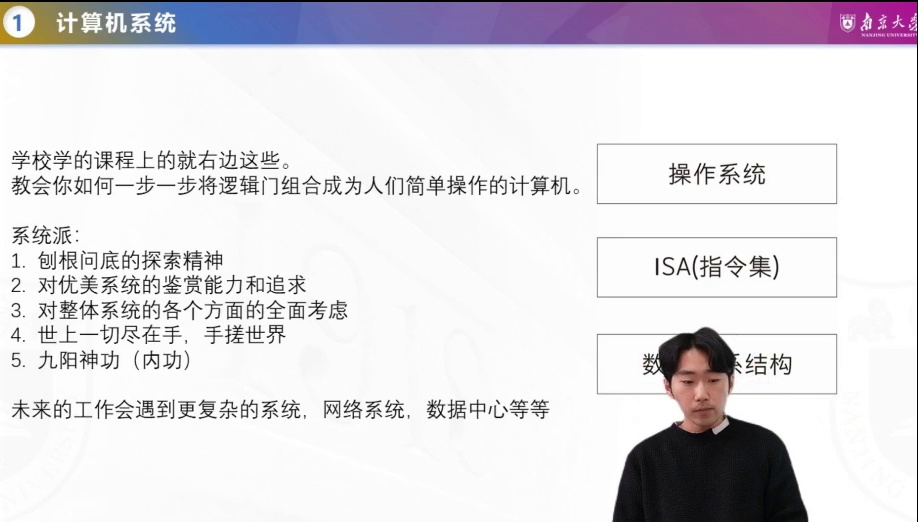 1 计算机系统
南京大学
NANJING UNIVERSITY
学校学的课程上的就右边这些。
教会你如何一步一步将逻辑门组合成为人们简单操作的计算机。
系统派：
1. 刨根问底的探索精神
2. 对优美系统的鉴赏能力和追求
3. 对整体系统的各个方面的全面考虑
4. 世上一切尽在手，手搓世界
5. 九阳神功（内功）
未来的工作会遇到更复杂的系统，网络系统，数据中心等等
操作系统
ISA(指令集)
数 系结构